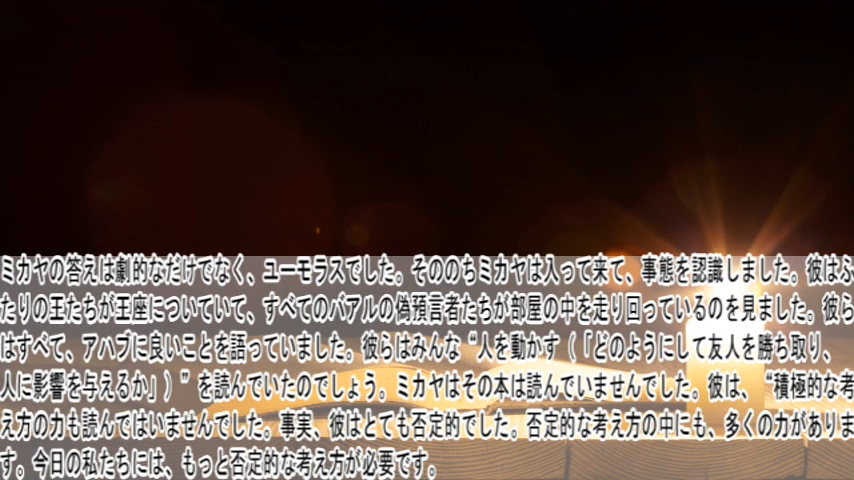 ミカヤの答えは劇的なだけでなく、ユーモラスでした。そののちミカヤは入って来て、事態を認識しました。彼はふ
たりの王たちが王座についていて、すべてのバアルの偽預言者たちが部屋の中を走り回っているのを見ました。彼ら
はすべて、アハブに良いことを語っていました。彼らはみんな“人を動かす（「どのようにして友人を勝ち取り、
人に影響を与えるか」）”を読んでいたのでしょう。ミカヤはその本は読んでいませんでした。彼は、“積極的な考
え方の力も読んではいませんでした。事実、彼はとても否定的でした。否定的な考え方の中にも、多くの力がありま
す。今日の私たちには、もっと否定的な考え方が必要です。